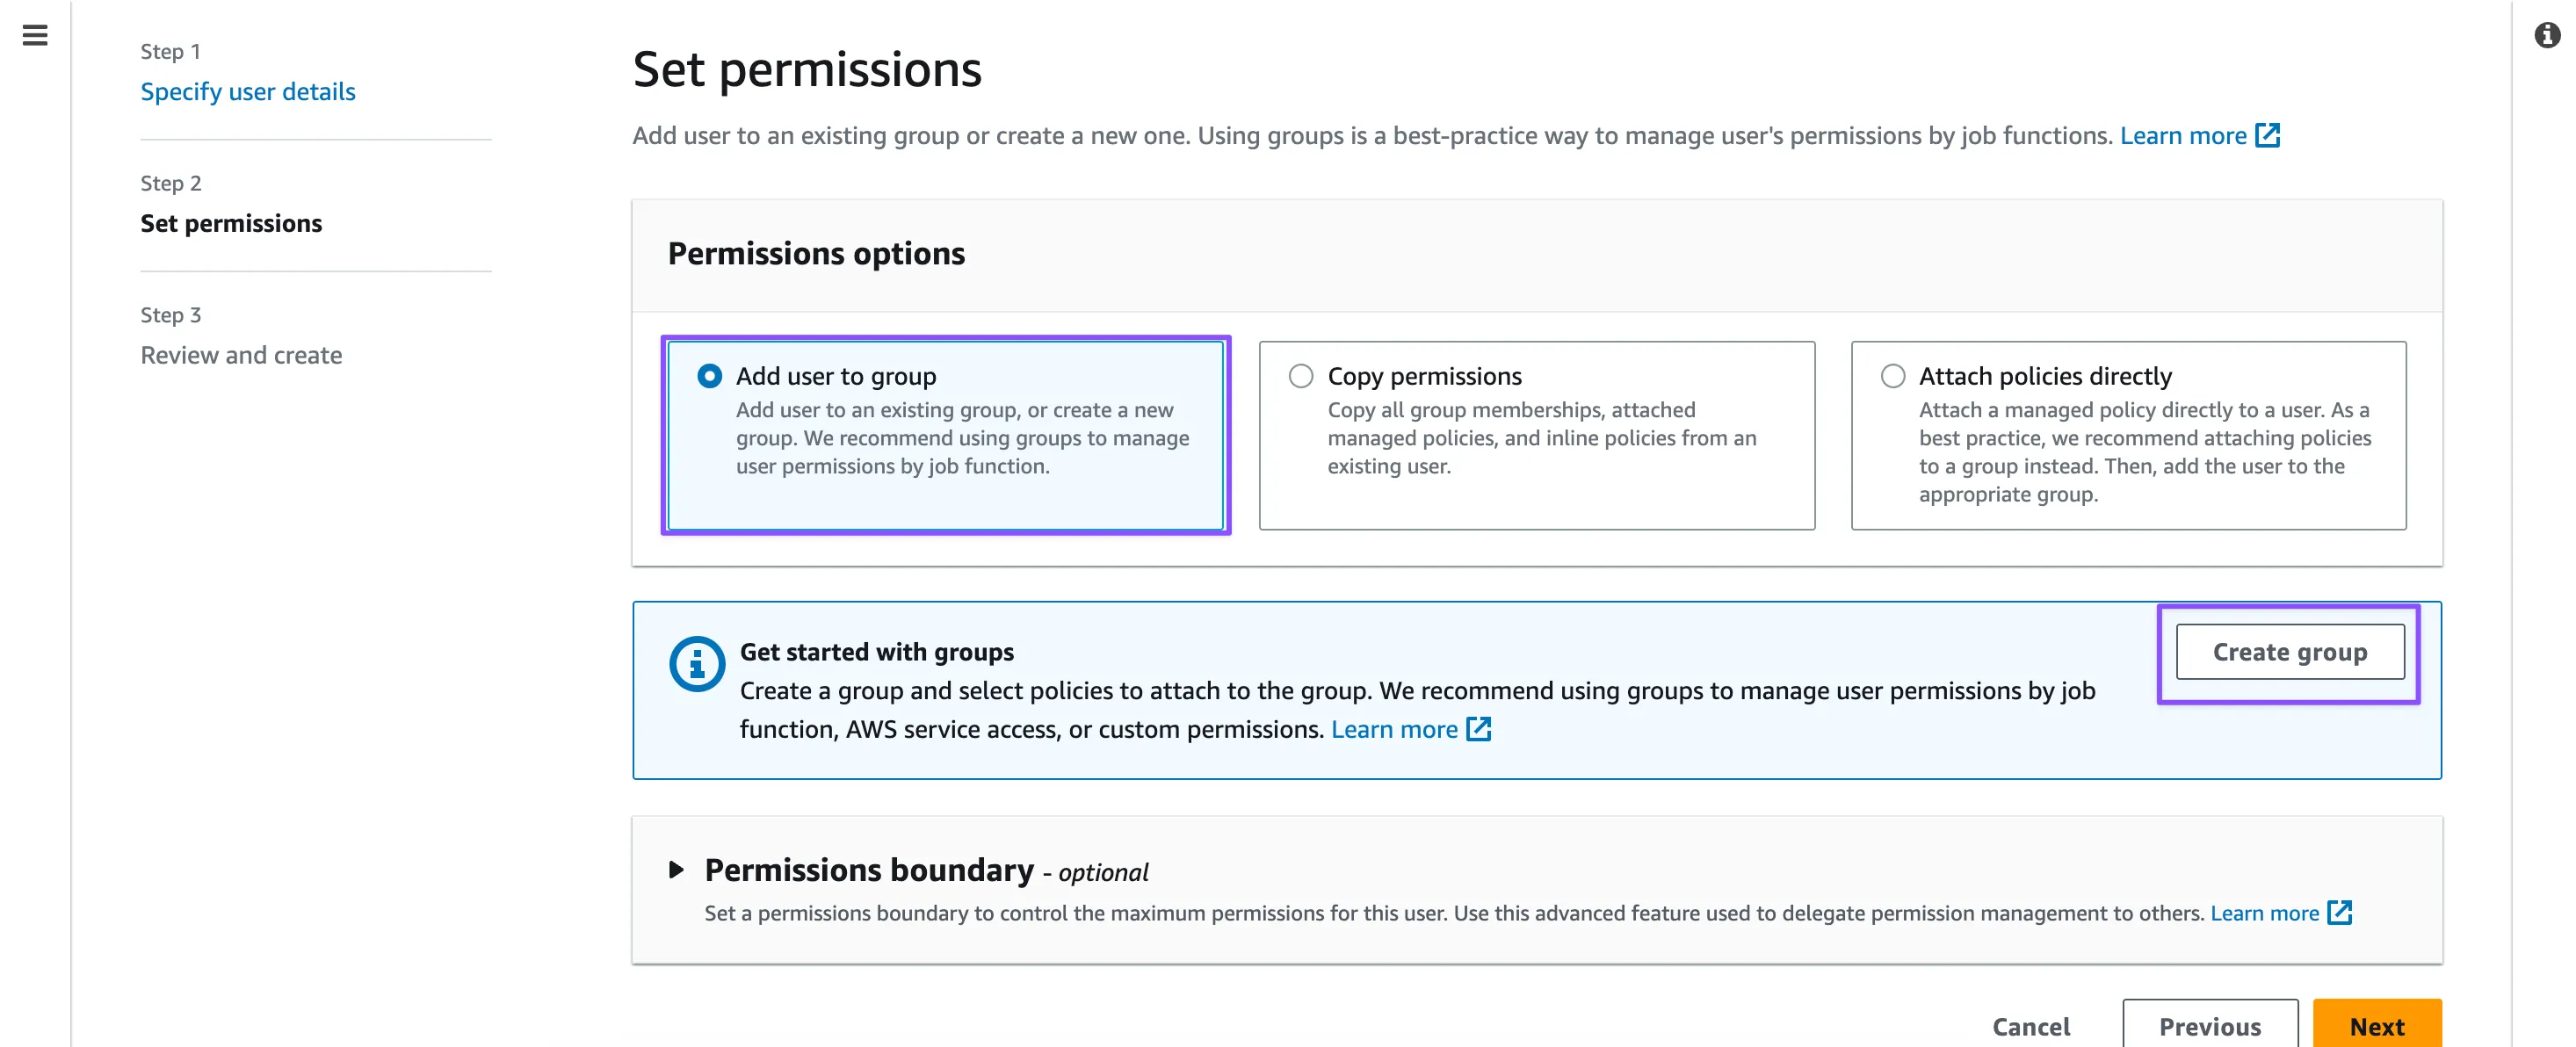 Step 1
Specify user details
Step 2
Set permissions
Step 3
Review and create
Set permissions
Add user to an existing group or create a new one. Using groups is a best-practice way to manage user's permissions by job functions. Learn more
Permissions options
Add user to group
Add user to an existing group, or create a new
group. We recommend using groups to manage
user permissions by job function.
Copy permissions
Copy all group memberships, attached
managed policies, and inline policies from an
existing user.
Attach policies directly
Attach a managed policy directly to a user. As a
best practice, we recommend attaching policies
to a group instead. Then, add the user to the
appropriate group.
Get started with groups
Create a group and select policies to attach to the group. We recommend using groups to manage user permissions by job
function, AWS service access, or custom permissions. Learn more
Create group
Permissions boundary - optional
Set a permissions boundary to control the maximum permissions for this user. Use this advanced feature used to delegate permission management to others. Learn more
Cancel
Previous
Next